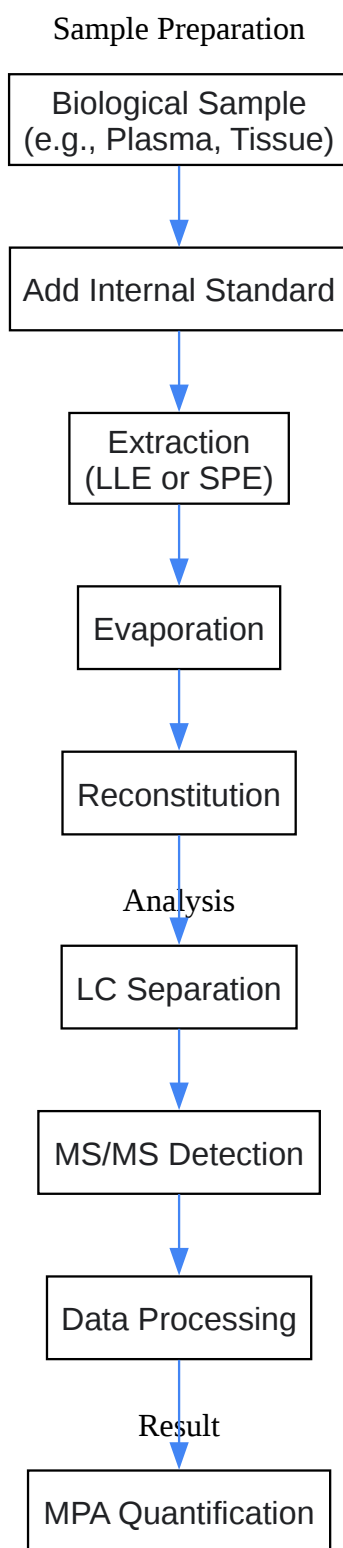 Sample Preparation
Biological Sample
(e.g., Plasma, Tissue)
Add Internal Standard
Extraction
(LLE or SPE)
Evaporation
Reconstitution
Analysis
LC Separation
MS/MS Detection
Data Processing
Result
MPA Quantification